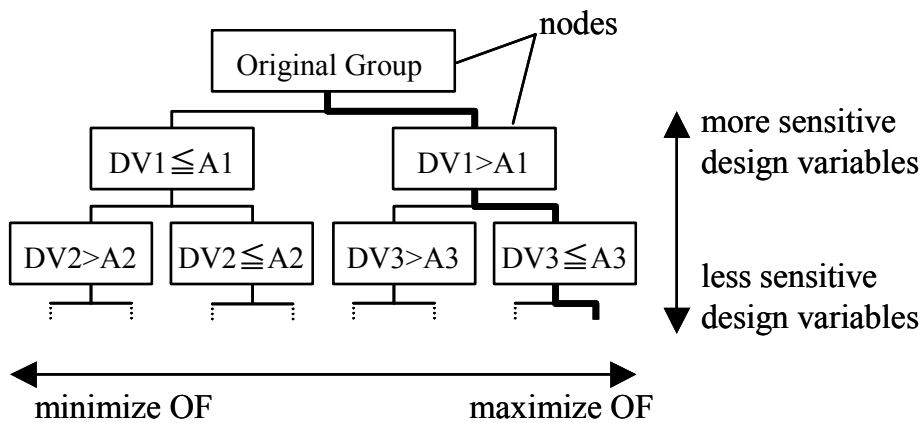 nodes
Original Group
DV1≦A1
DV1>A1
more sensitive
design variables
DV2>A2
DV2≦A2
DV3>A3
DV3≦A3
less sensitive
design variables
minimize OF
maximize OF